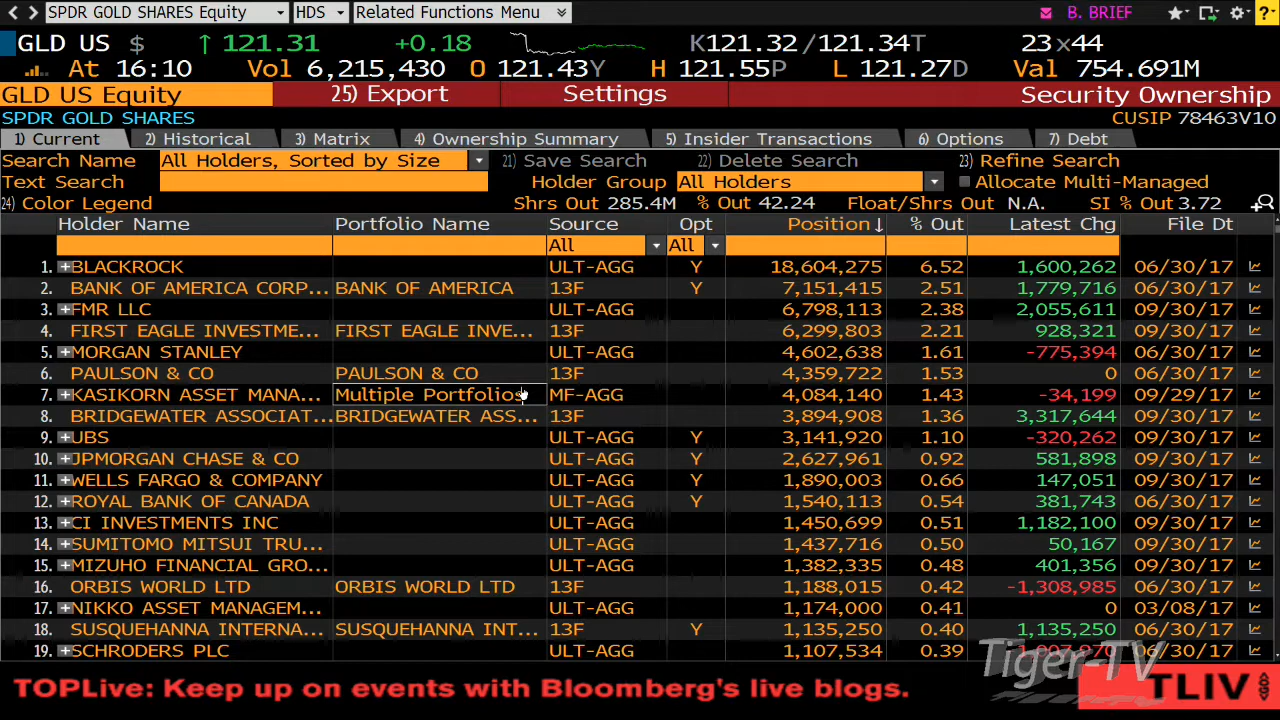 SPDR GOLD SHARES Equity HDS Related Functions Menu B. BRIEF
GLD US $ ↑ 121.31 +0.18 K121.32 /121.34T 23x44
At 16:10 Vol 6,215,430 O 121.43Y H 121.55P L 121.27D Val 754.691M
GLD US Equity 25) Export Settings Security Ownership
SPDR GOLD SHARES CUSIP 78463V10
1) Current 2) Historical 3) Matrix 4) Ownership Summary 5) Insider Transactions 6) Options 7) Debt
Search Name All Holders, Sorted by Size 21) Save Search 22) Delete Search 23) Refine Search
Text Search Holder Group All Holders Allocate Multi-Managed
24) Color Legend Shrs Out 285.4M % Out 42.24 Float/Shrs Out N.A. SI % Out 3.72
Holder Name Portfolio Name Source Opt Position↓ % Out Latest Chg File Dt
All All
1. BLACKROCK ULT-AGG Y 18,604,275 6.52 1,600,262 06/30/17
2. BANK OF AMERICA CORP... BANK OF AMERICA 13F Y 7,151,415 2.51 1,779,716 06/30/17
3. FMR LLC ULT-AGG 6,798,113 2.38 2,055,611 09/30/17
4. FIRST EAGLE INVESTME... FIRST EAGLE INVE... 13F 6,299,803 2.21 928,321 09/30/17
5. MORGAN STANLEY ULT-AGG 4,602,638 1.61 -775,394 06/30/17
6. PAULSON & CO PAULSON & CO 13F 4,359,722 1.53 0 06/30/17
7. KASIKORN ASSET MANA... Multiple Portfolios MF-AGG 4,084,140 1.43 -34,199 09/29/17
8. BRIDGEWATER ASSOCIAT... BRIDGEWATER ASS... 13F 3,894,908 1.36 3,317,644 09/30/17
9. UBS ULT-AGG Y 3,141,920 1.10 -320,262 09/30/17
10. JPMORGAN CHASE & CO ULT-AGG Y 2,627,961 0.92 581,898 09/30/17
11. WELLS FARGO & COMPANY ULT-AGG Y 1,890,003 0.66 147,051 09/30/17
12. ROYAL BANK OF CANADA ULT-AGG Y 1,540,113 0.54 381,743 09/30/17
13. CI INVESTMENTS INC ULT-AGG 1,450,699 0.51 1,182,100 09/30/17
14. SUMITOMO MITSUI TRU... ULT-AGG 1,437,716 0.50 50,167 09/30/17
15. MIZUHO FINANCIAL GRO... ULT-AGG 1,382,335 0.48 401,356 09/30/17
16. ORBIS WORLD LTD ORBIS WORLD LTD 13F 1,188,015 0.42 -1,308,985 06/30/17
17. NIKKO ASSET MANAGEM... ULT-AGG 1,174,000 0.41 0 03/08/17
18. SUSQUEHANNA INTERNA... SUSQUEHANNA INT... 13F Y 1,135,250 0.40 1,135,250 06/30/17
19. SCHRODERS PLC ULT-AGG 1,107,534 0.39
Tiger-TV
TOPLive: Keep up on events with Bloomberg's live blogs. TLIV